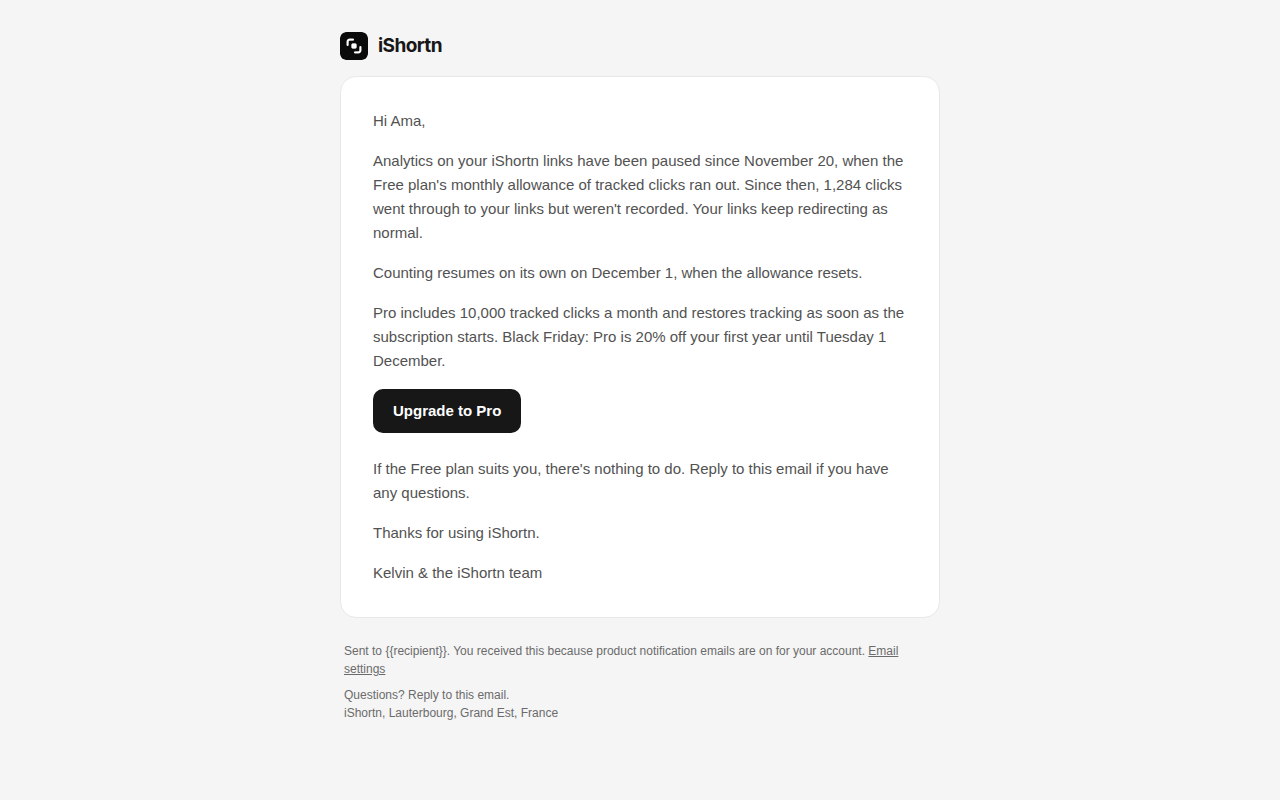 iShortn
Hi Ama,
Analytics on your iShortn links have been paused since November 20, when the
Free plan's monthly allowance of tracked clicks ran out. Since then, 1,284 clicks
went through to your links but weren't recorded. Your links keep redirecting as
normal.
Counting resumes on its own on December 1, when the allowance resets.
Pro includes 10,000 tracked clicks a month and restores tracking as soon as the
subscription starts. Black Friday: Pro is 20% off your first year until Tuesday 1
December.
Upgrade to Pro
If the Free plan suits you, there's nothing to do. Reply to this email if you have
any questions.
Thanks for using iShortn.
Kelvin & the iShortn team
Sent to {{recipient}}. You received this because product notification emails are on for your account. Email
settings
Questions? Reply to this email.
iShortn, Lauterbourg, Grand Est, France